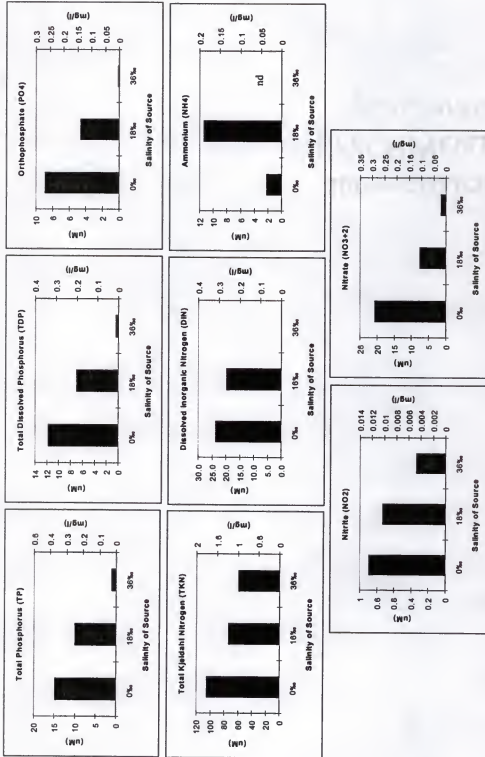 Total Phosphorus (TP)
(uM)
20
15
10
5
0
0.6
0.5
0.4
0.3
0.2
0.1
0
(mg/l)
0‰ 18‰ 36‰
Salinity of Source
Total Dissolved Phosphorus (TDP)
(uM)
14
12
10
8
6
4
2
0
0.4
0.3
0.2
0.1
0
(mg/l)
0‰ 18‰ 36‰
Salinity of Source
Orthophosphate (PO4)
(uM)
10
8
6
4
2
0
0.3
0.25
0.2
0.15
0.1
0.05
0
(mg/l)
0‰ 18‰ 36‰
Salinity of Source
Total Kjeldahl Nitrogen (TKN)
(uM)
120
100
80
60
40
20
0
2
1.6
1
0.6
0
(mg/l)
0‰ 16‰ 36‰
Salinity of Source
Dissolved Inorganic Nitrogen (DIN)
(uM)
30.0
25.0
20.0
15.0
10.0
5.0
0.0
0.4
0.3
0.2
0.1
0
(mg/l)
0‰ 16‰ 36‰
Salinity of Source
Ammonium (NH4)
(uM)
12
10
8
6
4
2
0
0.2
0.15
0.1
0.05
0
(mg/l)
nd
0‰ 18‰ 36‰
Salinity of Source
Nitrite (NO2)
(uM)
1
0.8
0.6
0.4
0.2
0
0.014
0.012
0.01
0.008
0.006
0.004
0.002
0
(mg/l)
0‰ 18‰ 36‰
Salinity of Source
Nitrate (NO3+2)
(uM)
25
20
15
10
5
0
0.35
0.3
0.25
0.2
0.15
0.1
0.06
0
(mg/l)
0‰ 18‰ 36‰
Salinity of Source